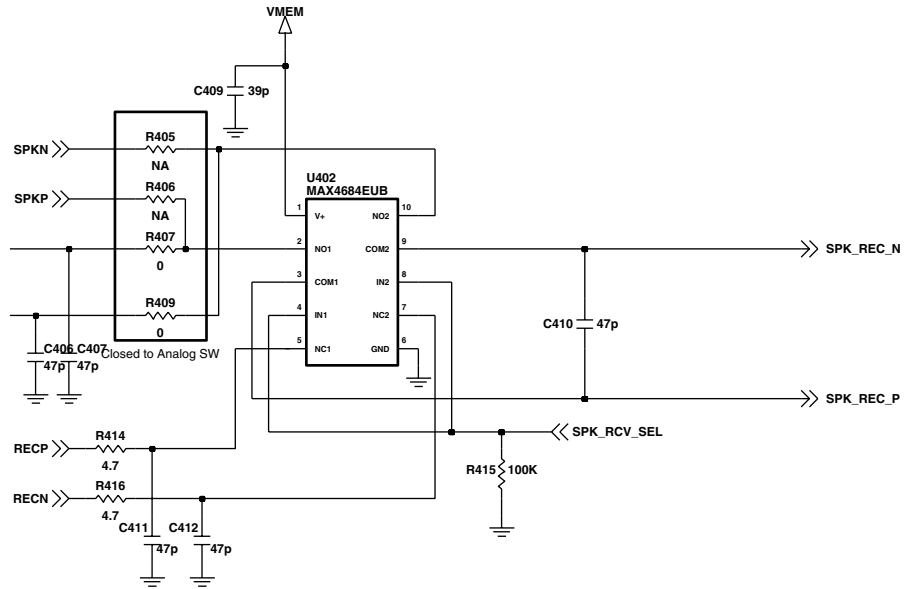 VMEM
C409 39p
SPKN
R405
NA
SPKP
R406
NA
R407
0
R409
0
C406
47p
C407
47p
Closed to Analog SW
U402
MAX4684EUB
1 V+ NO2 10
2 NO1 COM2 9
3 COM1 IN2 8
4 IN1 NC2 7
5 NC1 GND 6
SPK_REC_N
C410 47p
SPK_REC_P
SPK_RCV_SEL
R415 100K
RECP
R414
4.7
RECN
R416
4.7
C411
47p
C412
47p